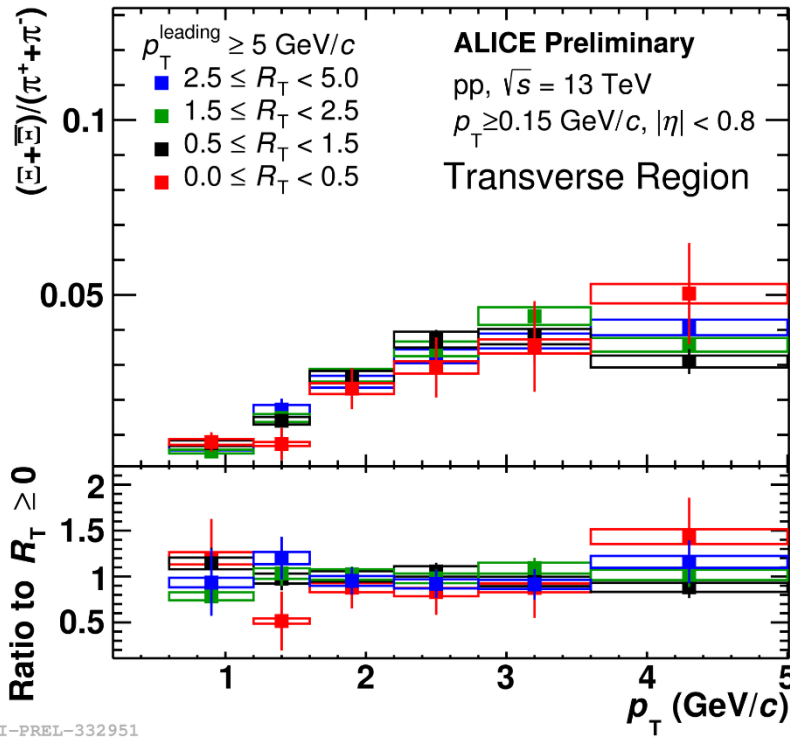 p_T^leading ≥ 5 GeV/c
2.5 ≤ R_T < 5.0
1.5 ≤ R_T < 2.5
0.5 ≤ R_T < 1.5
0.0 ≤ R_T < 0.5
ALICE Preliminary
pp, √s = 13 TeV
p_T≥0.15 GeV/c, |η| < 0.8
Transverse Region
(Ξ+Ξ̅)/(π⁺+π⁻)
0.1
0.05
Ratio to R_T ≥ 0
2
1.5
1
0.5
1 2 3 4 5
p_T (GeV/c)
I-PREL-332951